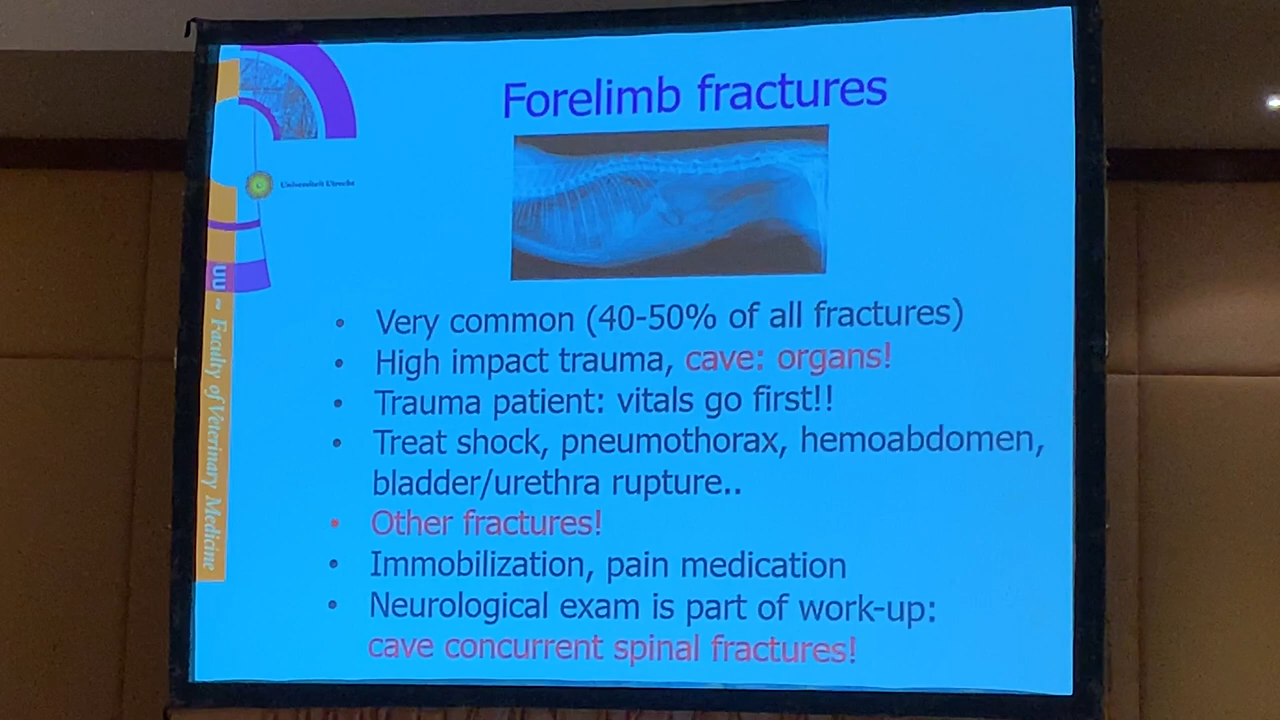 Forelimb fractures
Universiteit Utrecht
UU ~ Faculty of Veterinary Medicine
• Very common (40-50% of all fractures)
• High impact trauma, cave: organs!
• Trauma patient: vitals go first!!
• Treat shock, pneumothorax, hemoabdomen,
bladder/urethra rupture..
• Other fractures!
• Immobilization, pain medication
• Neurological exam is part of work-up:
cave concurrent spinal fractures!